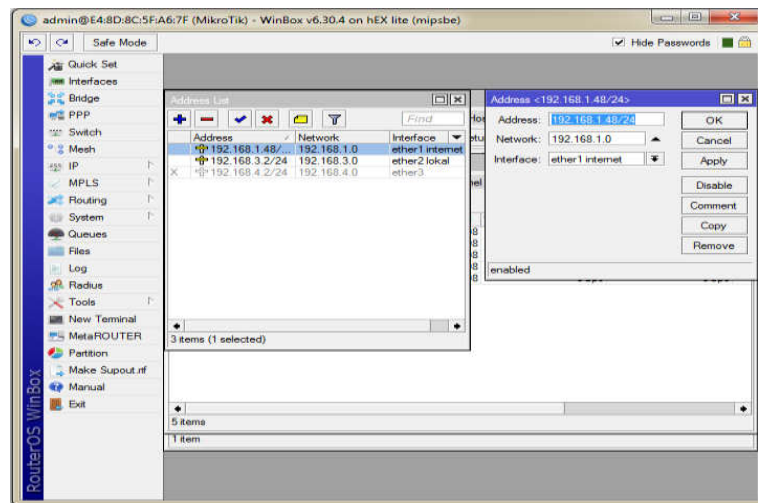 admin@E4:8D:8C:5F:A6:7F (MikroTik) - WinBox v6.30.4 on hEX lite (mipsbe)
Safe Mode
Hide Passwords
Quick Set
Interfaces
Bridge
PPP
Switch
Mesh
IP
MPLS
Routing
System
Queues
Files
Log
Radius
Tools
New Terminal
MetaROUTER
Partition
Make Supout.rif
Manual
Exit
RouterOS WinBox
Address List
Find
Address Network Interface
192.168.1.48/... 192.168.1.0 ether1 internet
192.168.3.2/24 192.168.3.0 ether2 lokal
X 192.168.4.2/24 192.168.4.0 ether3
3 items (1 selected)
5 items
1 item
Address <192.168.1.48/24>
Address: 192.168.1.48/24
Network: 192.168.1.0
Interface: ether1 internet
OK
Cancel
Apply
Disable
Comment
Copy
Remove
enabled